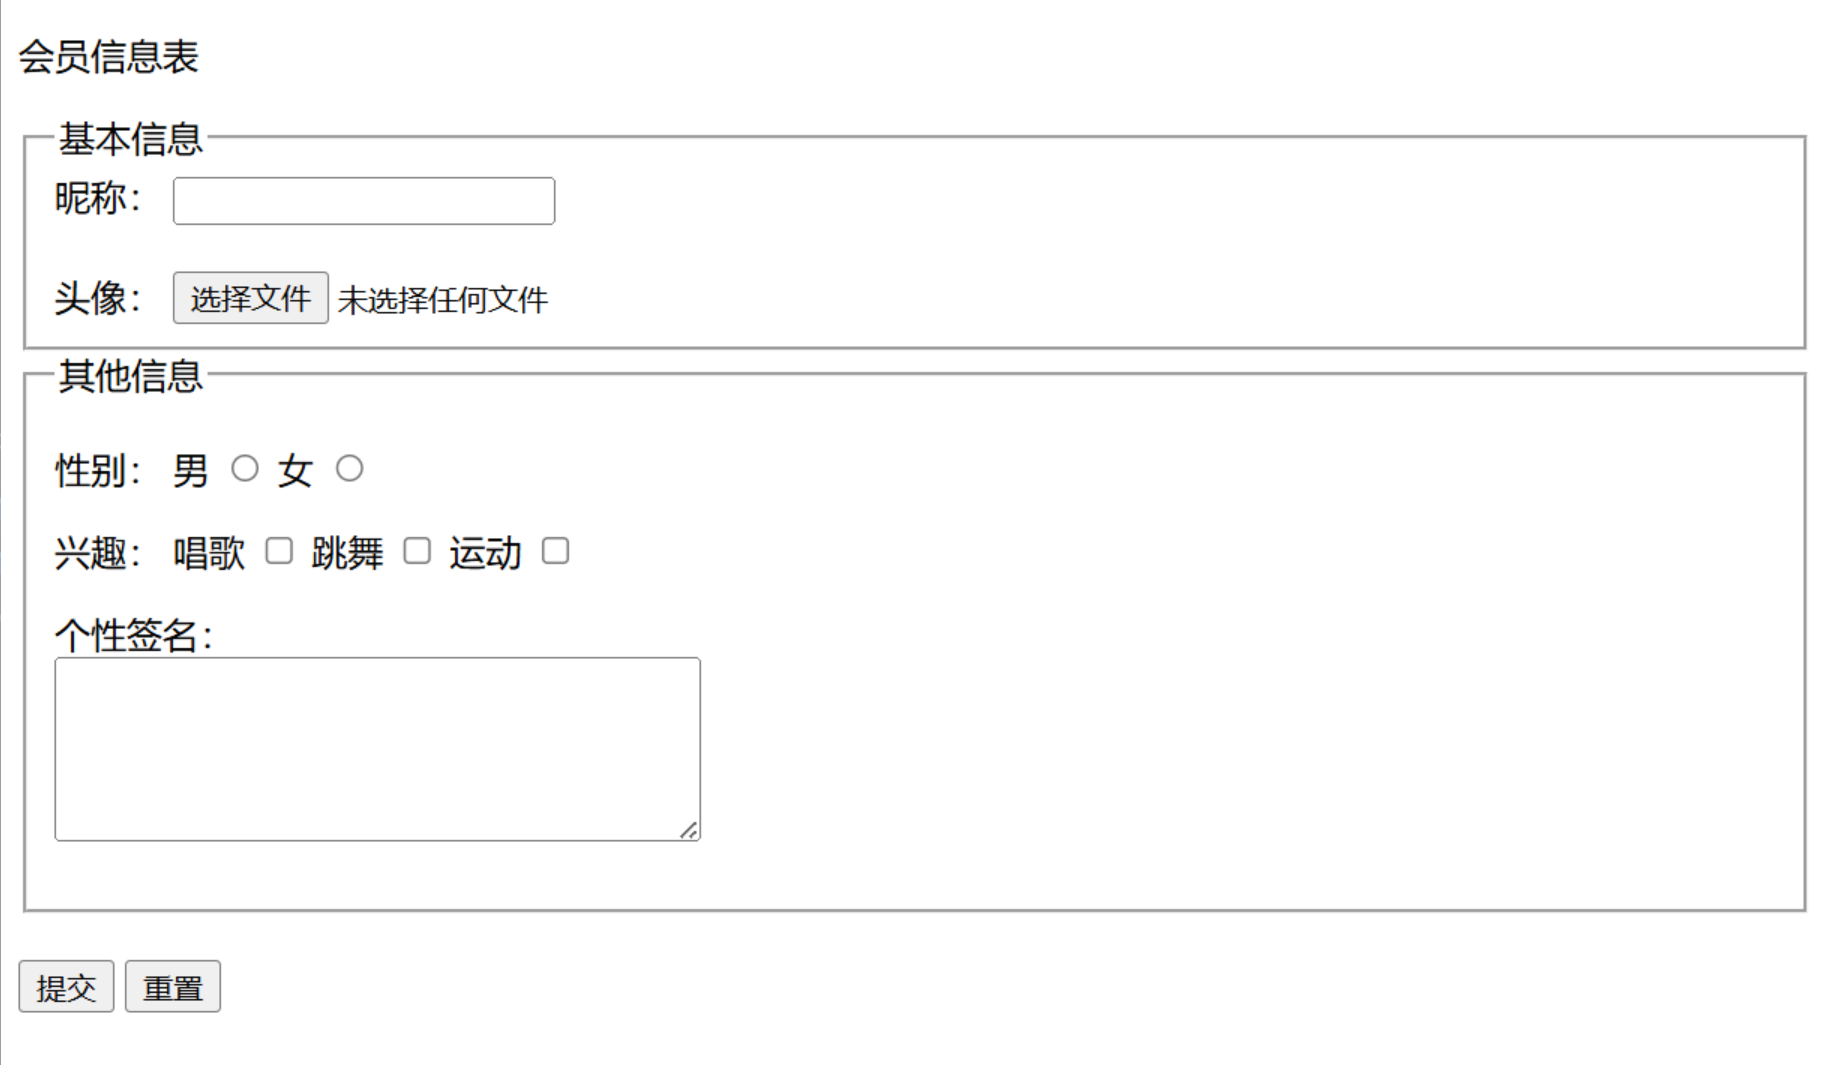 会员信息表
基本信息
昵称：
头像： 选择文件 未选择任何文件
其他信息
性别： 男 女
兴趣： 唱歌 跳舞 运动
个性签名：
提交 重置